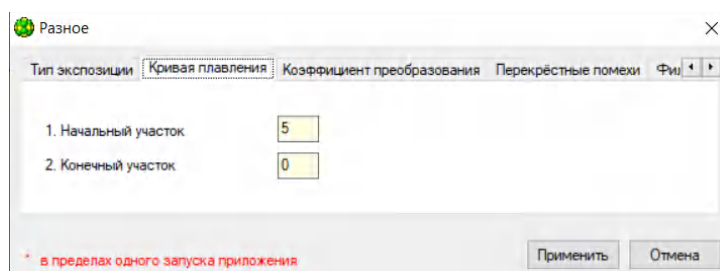 Разное
Тип экспозиции Кривая плавления Коэффициент преобразования Перекрёстные помехи
1. Начальный участок 5
2. Конечный участок 0
* в пределах одного запуска приложения Применить Отмена